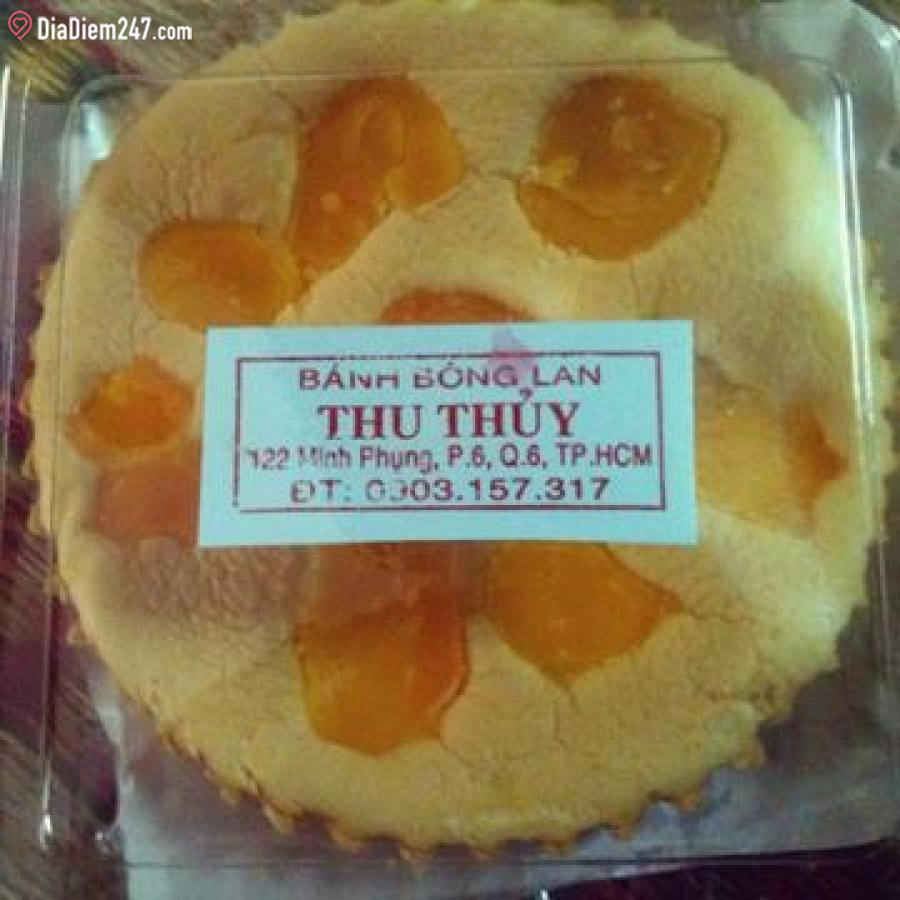 DiaDiem247.com
BÁNH BÔNG LAN
THU THỦY
122 Minh Phụng, P.6, Q.6, TP.HCM
ĐT: 0903.157.317